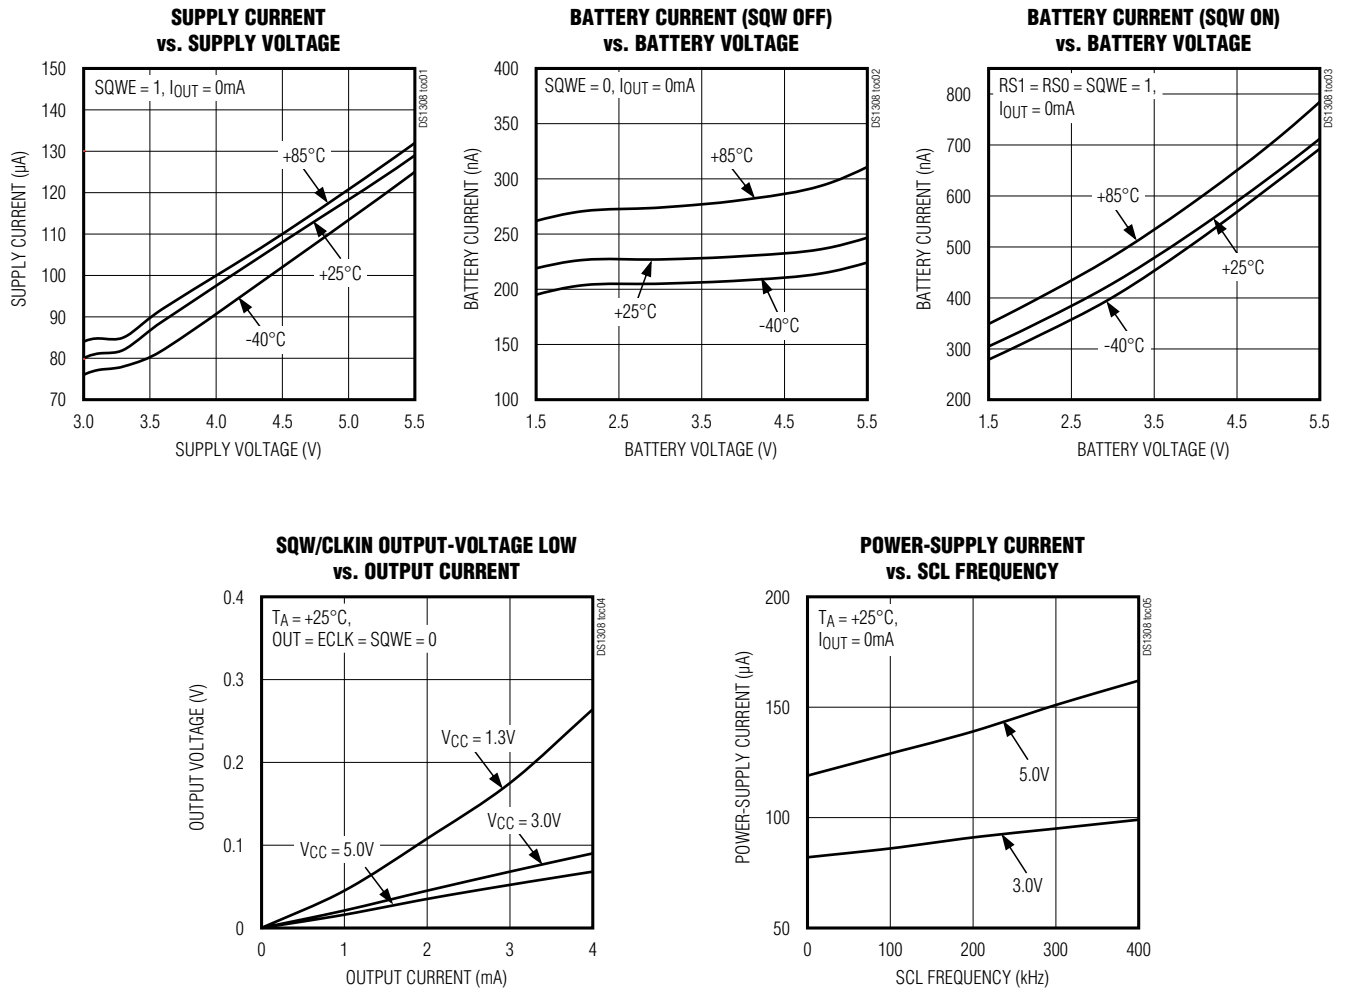 SUPPLY CURRENT
vs. SUPPLY VOLTAGE
SUPPLY CURRENT (µA)
150
140
130
120
110
100
90
80
70
SQWE = 1, IOUT = 0mA
+85°C
+25°C
-40°C
DS1308 toc01
3.0 3.5 4.0 4.5 5.0 5.5
SUPPLY VOLTAGE (V)
BATTERY CURRENT (SQW OFF)
vs. BATTERY VOLTAGE
BATTERY CURRENT (nA)
400
350
300
250
200
150
100
SQWE = 0, IOUT = 0mA
+85°C
+25°C
-40°C
DS1308 toc02
1.5 2.5 3.5 4.5 5.5
BATTERY VOLTAGE (V)
BATTERY CURRENT (SQW ON)
vs. BATTERY VOLTAGE
BATTERY CURRENT (nA)
800
700
600
500
400
300
200
RS1 = RS0 = SQWE = 1,
IOUT = 0mA
+85°C
+25°C
-40°C
DS1308 toc03
1.5 2.5 3.5 4.5 5.5
BATTERY VOLTAGE (V)
SQW/CLKIN OUTPUT-VOLTAGE LOW
vs. OUTPUT CURRENT
OUTPUT VOLTAGE (V)
0.4
0.3
0.2
0.1
0
TA = +25°C,
OUT = ECLK = SQWE = 0
VCC = 1.3V
VCC = 3.0V
VCC = 5.0V
DS1308 toc04
0 1 2 3 4
OUTPUT CURRENT (mA)
POWER-SUPPLY CURRENT
vs. SCL FREQUENCY
POWER-SUPPLY CURRENT (µA)
200
150
100
50
TA = +25°C,
IOUT = 0mA
5.0V
3.0V
DS1308 toc05
0 100 200 300 400
SCL FREQUENCY (kHz)